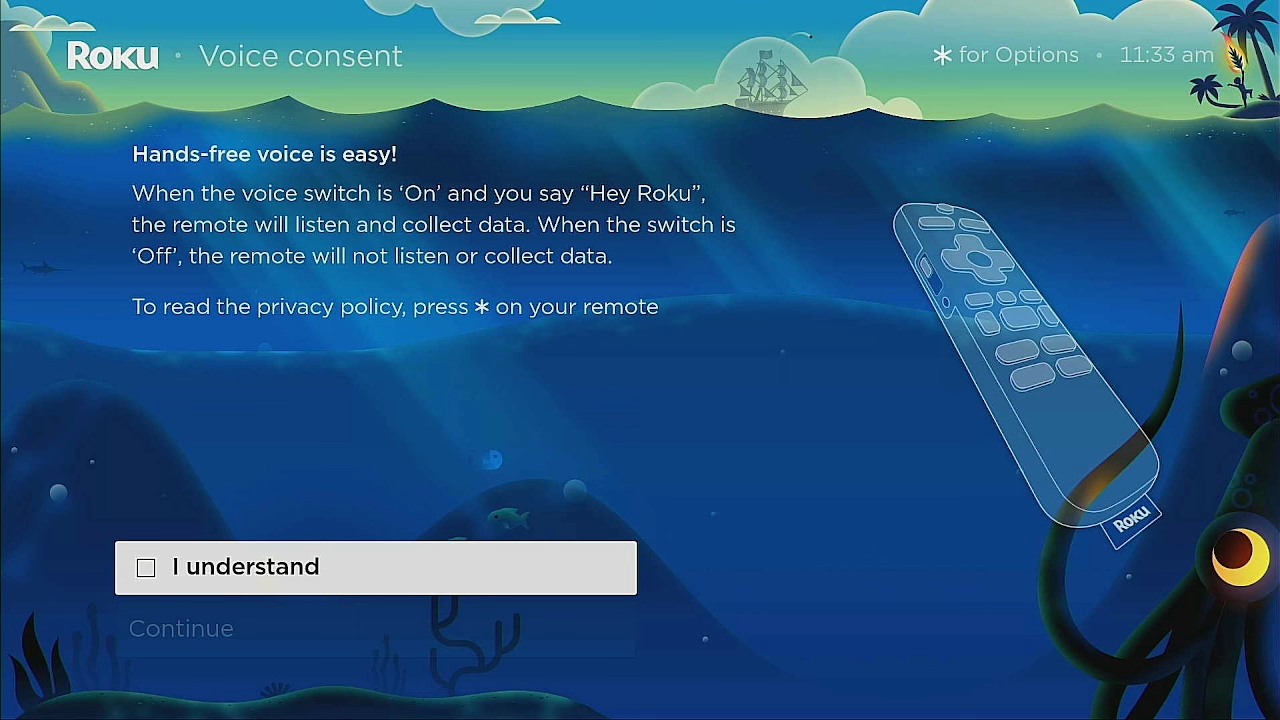 Roku • Voice consent
* for Options • 11:33 am
Hands-free voice is easy!
When the voice switch is ‘On’ and you say “Hey Roku”,
the remote will listen and collect data. When the switch is
‘Off’, the remote will not listen or collect data.
To read the privacy policy, press * on your remote
Roku
I understand
Continue